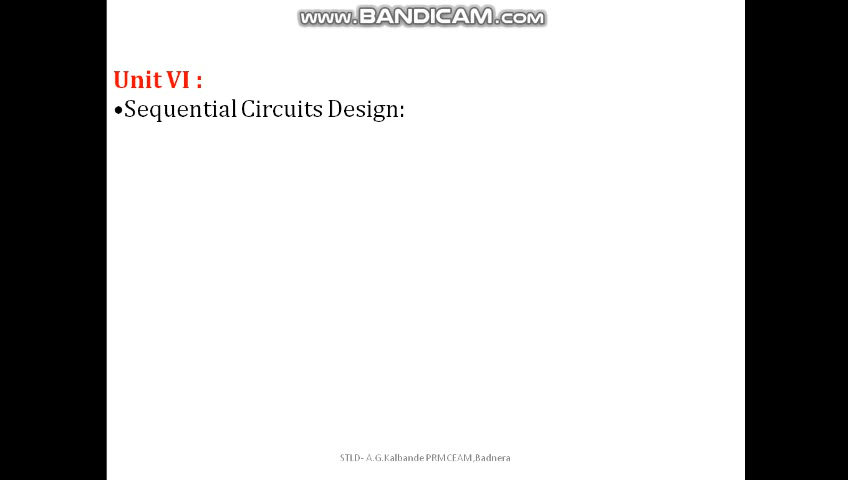 www.BANDICAM.com
Unit VI :
•Sequential Circuits Design:
STLD- A.G.Kalbande PRMCEAM,Badnera